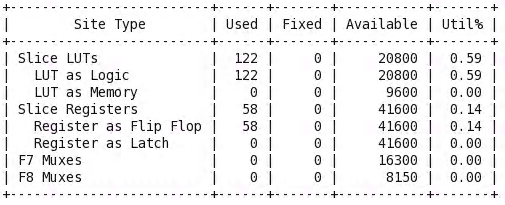 +-------------------------+------+-------+-----------+-------+
|        Site Type        | Used | Fixed | Available | Util% |
+-------------------------+------+-------+-----------+-------+
| Slice LUTs              |  122 |     0 |     20800 |  0.59 |
|   LUT as Logic          |  122 |     0 |     20800 |  0.59 |
|   LUT as Memory         |    0 |     0 |      9600 |  0.00 |
| Slice Registers         |   58 |     0 |     41600 |  0.14 |
|   Register as Flip Flop |   58 |     0 |     41600 |  0.14 |
|   Register as Latch     |    0 |     0 |     41600 |  0.00 |
| F7 Muxes                |    0 |     0 |     16300 |  0.00 |
| F8 Muxes                |    0 |     0 |      8150 |  0.00 |
+-------------------------+------+-------+-----------+-------+